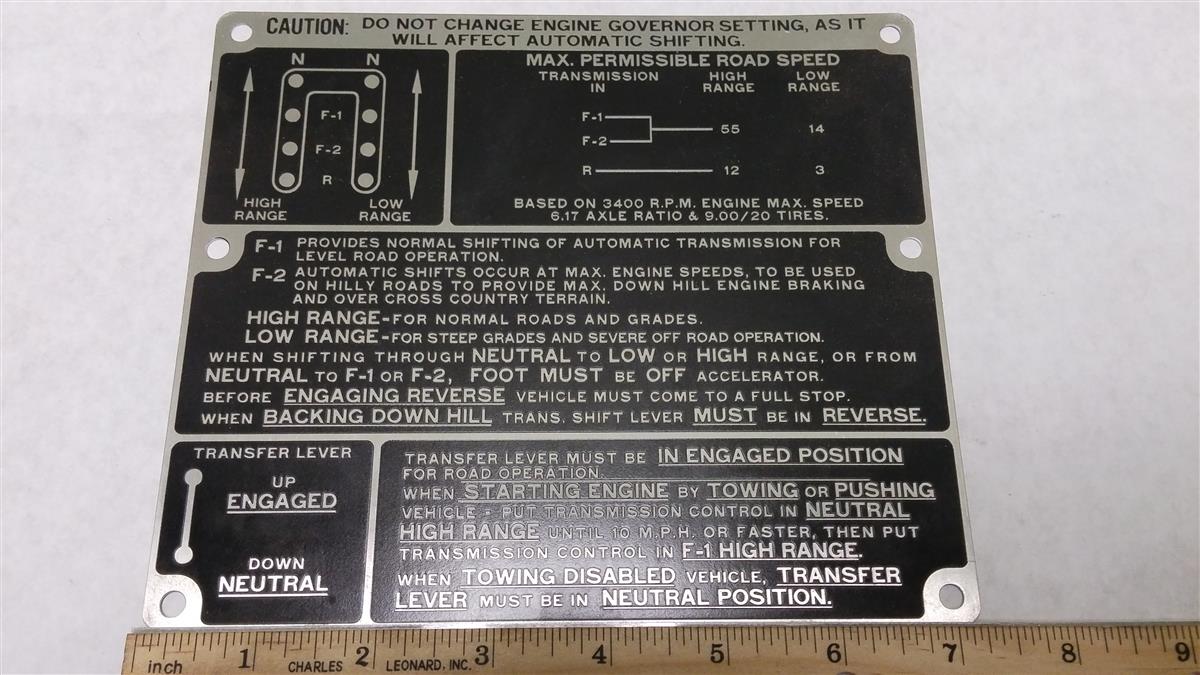 CAUTION: DO NOT CHANGE ENGINE GOVERNOR SETTING, AS IT
WILL AFFECT AUTOMATIC SHIFTING.
N N
F-1
F-2
R
HIGH RANGE
LOW RANGE
MAX. PERMISSIBLE ROAD SPEED
TRANSMISSION IN
HIGH RANGE
LOW RANGE
F-1
F-2
55 14
R 12 3
BASED ON 3400 R.P.M. ENGINE MAX. SPEED
6.17 AXLE RATIO & 9.00/20 TIRES.
F-1 PROVIDES NORMAL SHIFTING OF AUTOMATIC TRANSMISSION FOR
LEVEL ROAD OPERATION.
F-2 AUTOMATIC SHIFTS OCCUR AT MAX. ENGINE SPEEDS, TO BE USED
ON HILLY ROADS TO PROVIDE MAX. DOWN HILL ENGINE BRAKING
AND OVER CROSS COUNTRY TERRAIN.
HIGH RANGE-FOR NORMAL ROADS AND GRADES.
LOW RANGE-FOR STEEP GRADES AND SEVERE OFF ROAD OPERATION.
WHEN SHIFTING THROUGH NEUTRAL TO LOW OR HIGH RANGE, OR FROM
NEUTRAL TO F-1 OR F-2, FOOT MUST BE OFF ACCELERATOR.
BEFORE ENGAGING REVERSE VEHICLE MUST COME TO A FULL STOP.
WHEN BACKING DOWN HILL TRANS. SHIFT LEVER MUST BE IN REVERSE.
TRANSFER LEVER
UP
ENGAGED
DOWN
NEUTRAL
TRANSFER LEVER MUST BE IN ENGAGED POSITION
FOR ROAD OPERATION.
WHEN STARTING ENGINE BY TOWING OR PUSHING
VEHICLE - PUT TRANSMISSION CONTROL IN NEUTRAL
HIGH RANGE UNTIL 10 M.P.H. OR FASTER, THEN PUT
TRANSMISSION CONTROL IN F-1 HIGH RANGE.
WHEN TOWING DISABLED VEHICLE, TRANSFER
LEVER MUST BE IN NEUTRAL POSITION.
inch 1 CHARLES 2 LEONARD, INC. 3 4 5 6 7 8 9